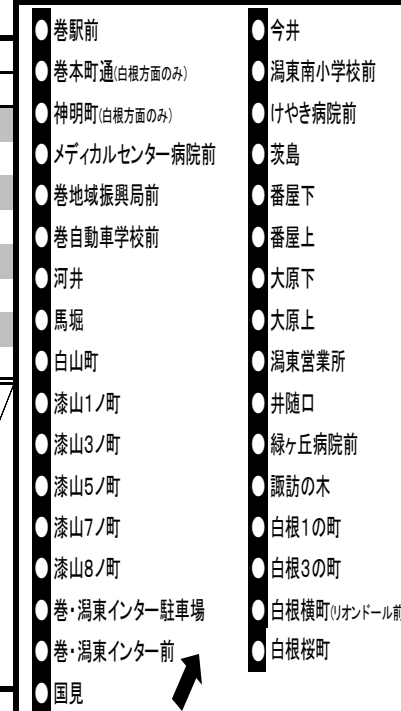 巻駅前
巻本町通(白根方面のみ)
神明町(白根方面のみ)
メディカルセンター病院前
巻地域振興局前
巻自動車学校前
河井
馬堀
白山町
漆山1ノ町
漆山3ノ町
漆山5ノ町
漆山7ノ町
漆山8ノ町
巻・潟東インター駐車場
巻・潟東インター前
国見
今井
潟東南小学校前
けやき病院前
茨島
番屋下
番屋上
大原下
大原上
潟東営業所
井随口
緑ヶ丘病院前
諏訪の木
白根1の町
白根3の町
白根横町(リオンドール前
白根桜町